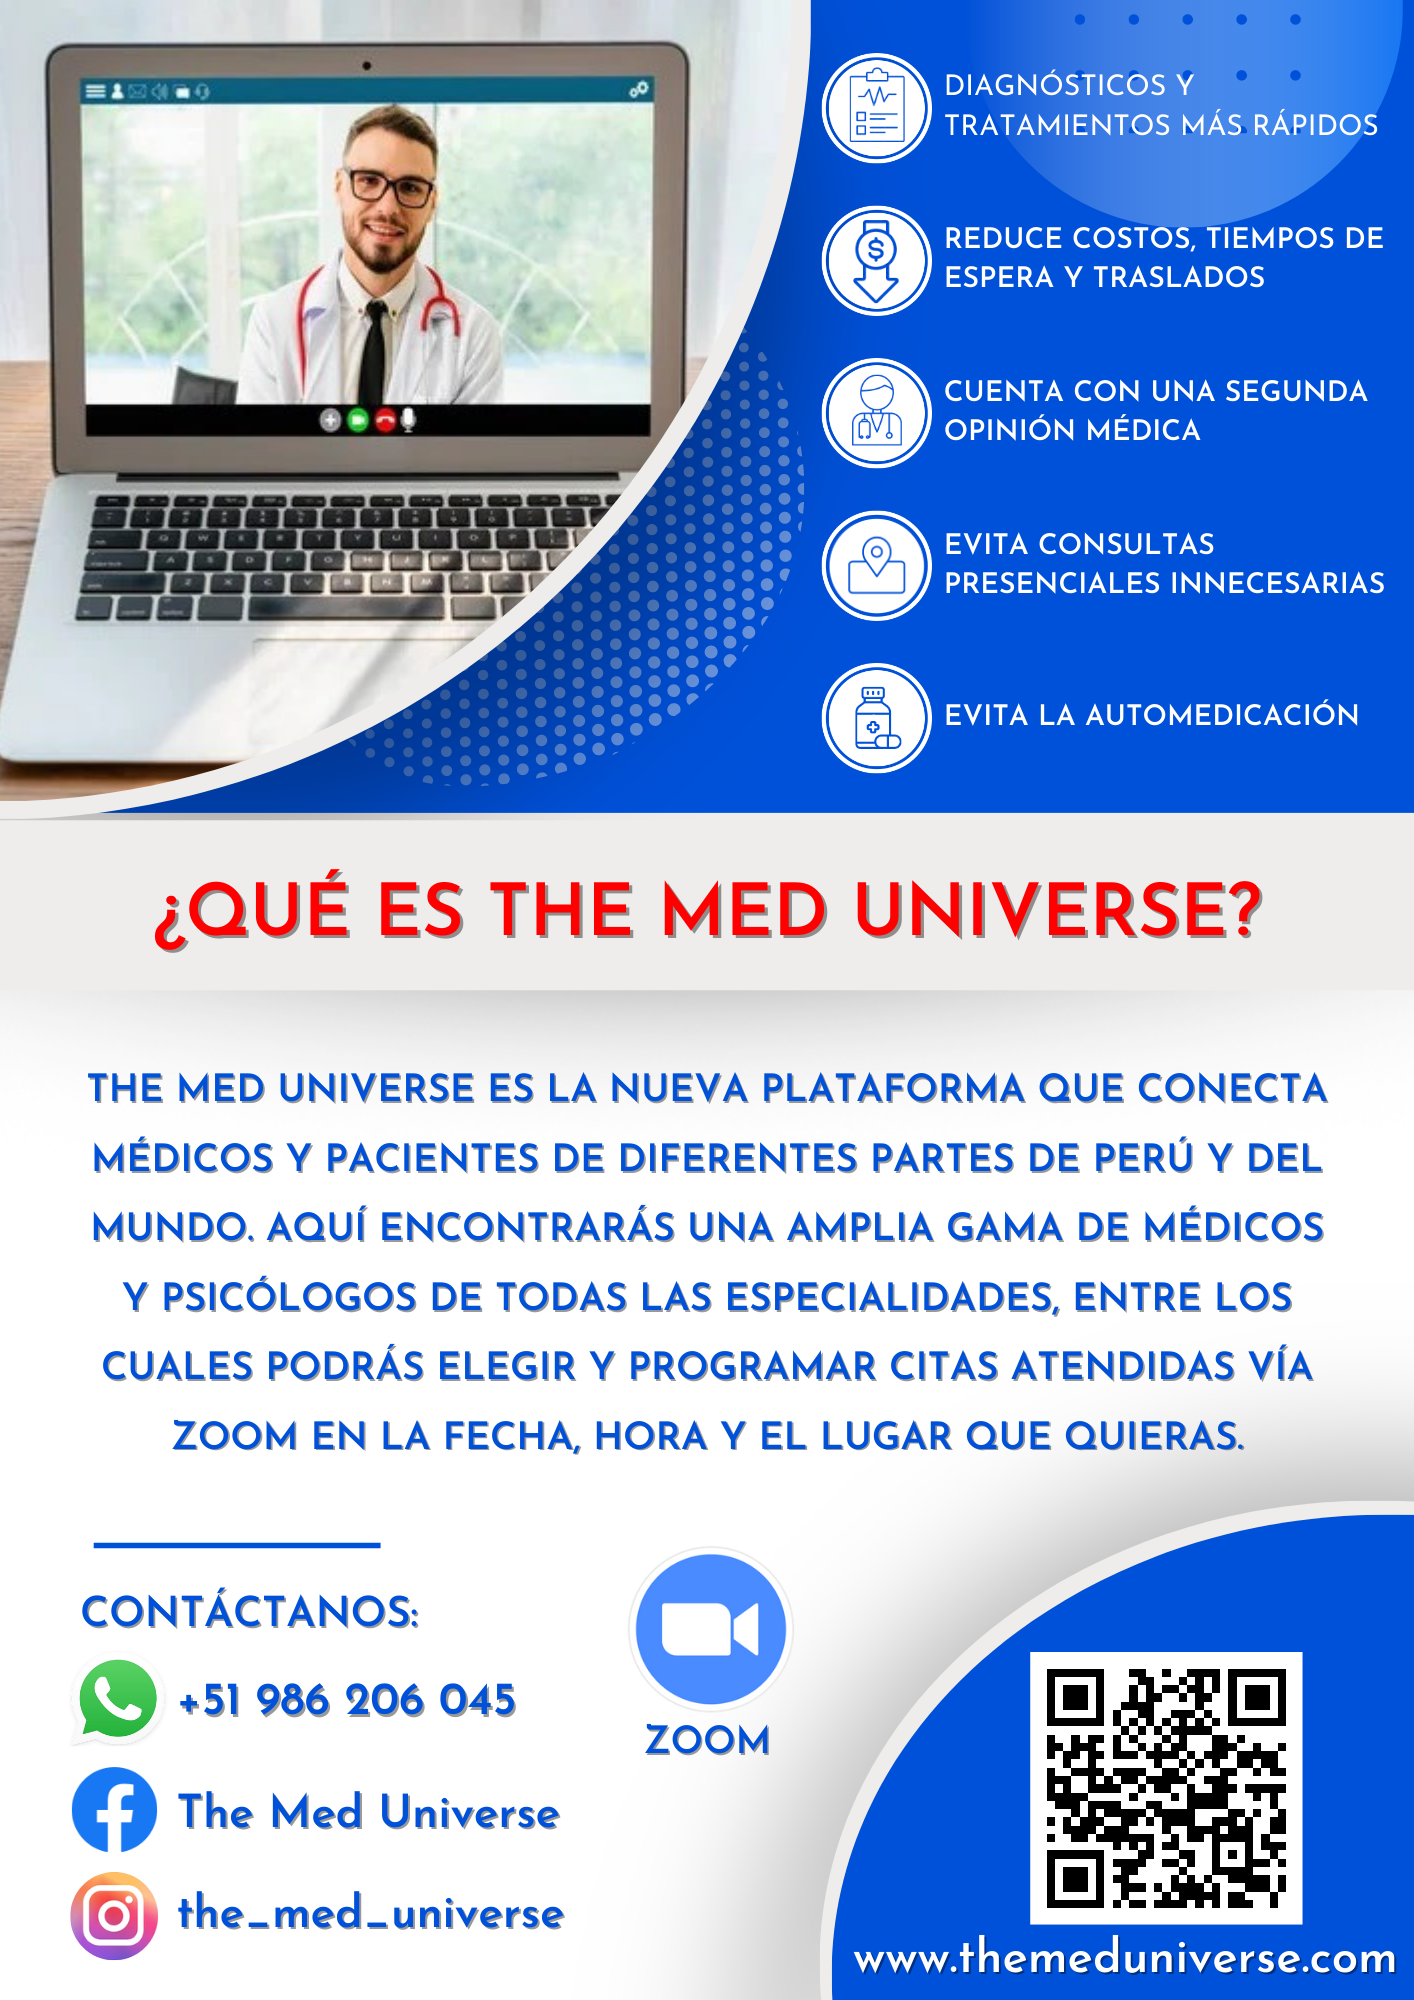 DIAGNÓSTICOS Y
TRATAMIENTOS MÁS RÁPIDOS
REDUCE COSTOS, TIEMPOS DE
ESPERA Y TRASLADOS
CUENTA CON UNA SEGUNDA
OPINIÓN MÉDICA
EVITA CONSULTAS
PRESENCIALES INNECESARIAS
EVITA LA AUTOMEDICACIÓN
¿QUÉ ES THE MED UNIVERSE?
THE MED UNIVERSE ES LA NUEVA PLATAFORMA QUE CONECTA
MÉDICOS Y PACIENTES DE DIFERENTES PARTES DE PERÚ Y DEL
MUNDO. AQUÍ ENCONTRARÁS UNA AMPLIA GAMA DE MÉDICOS
Y PSICÓLOGOS DE TODAS LAS ESPECIALIDADES, ENTRE LOS
CUALES PODRÁS ELEGIR Y PROGRAMAR CITAS ATENDIDAS VÍA
ZOOM EN LA FECHA, HORA Y EL LUGAR QUE QUIERAS.
CONTÁCTANOS:
+51 986 206 045
The Med Universe
the_med_universe
ZOOM
www.themeduniverse.com